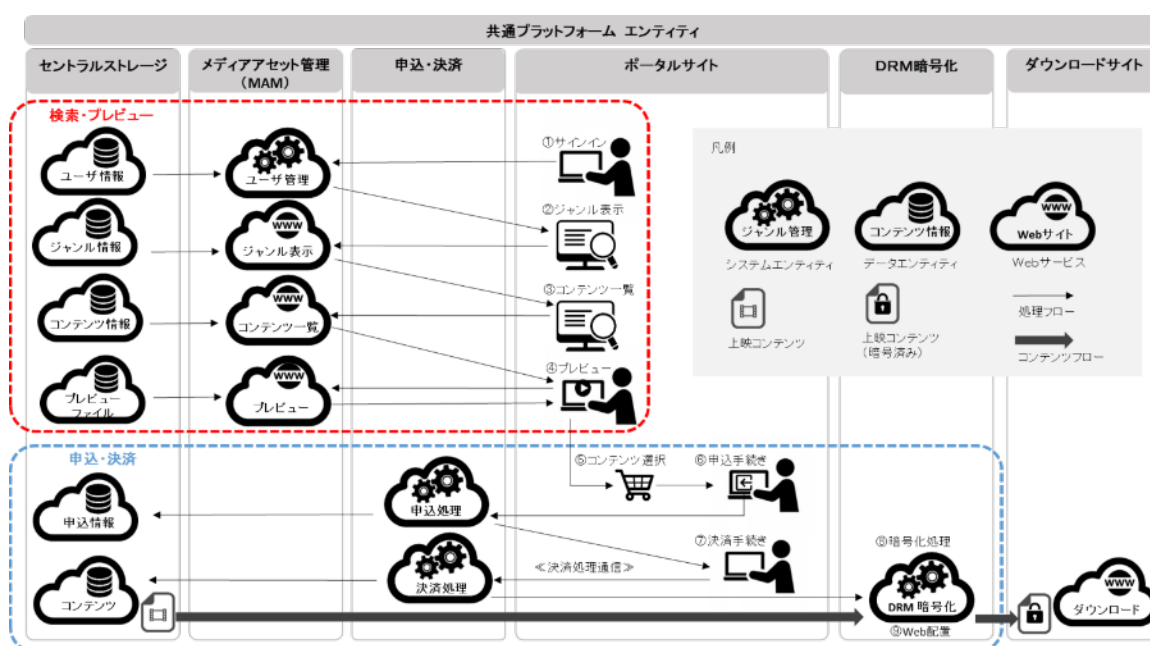 共通プラットフォーム エンティティ
セントラルストレージ
メディアアセット管理
(MAM)
申込・決済
ポータルサイト
DRM暗号化
ダウンロードサイト
検索・プレビュー
ユーザ情報
ユーザ管理
①サインイン
ジャンル情報
ジャンル表示
②ジャンル表示
コンテンツ情報
コンテンツ一覧
③コンテンツ一覧
プレビュー
ファイル
プレビュー
④プレビュー
凡例
ジャンル管理
コンテンツ情報
Webサイト
システムエンティティ
データエンティティ
Webサービス
上映コンテンツ
上映コンテンツ
(暗号済み)
処理フロー
コンテンツフロー
WWW
WWW
WWW
WWW
申込・決済
⑤コンテンツ選択
⑥申込手続き
申込情報
申込処理
⑦決済手続き
≪決済処理通信≫
コンテンツ
決済処理
⑧暗号化処理
DRM 暗号化
⑨Web配置
WWW
ダウンロード